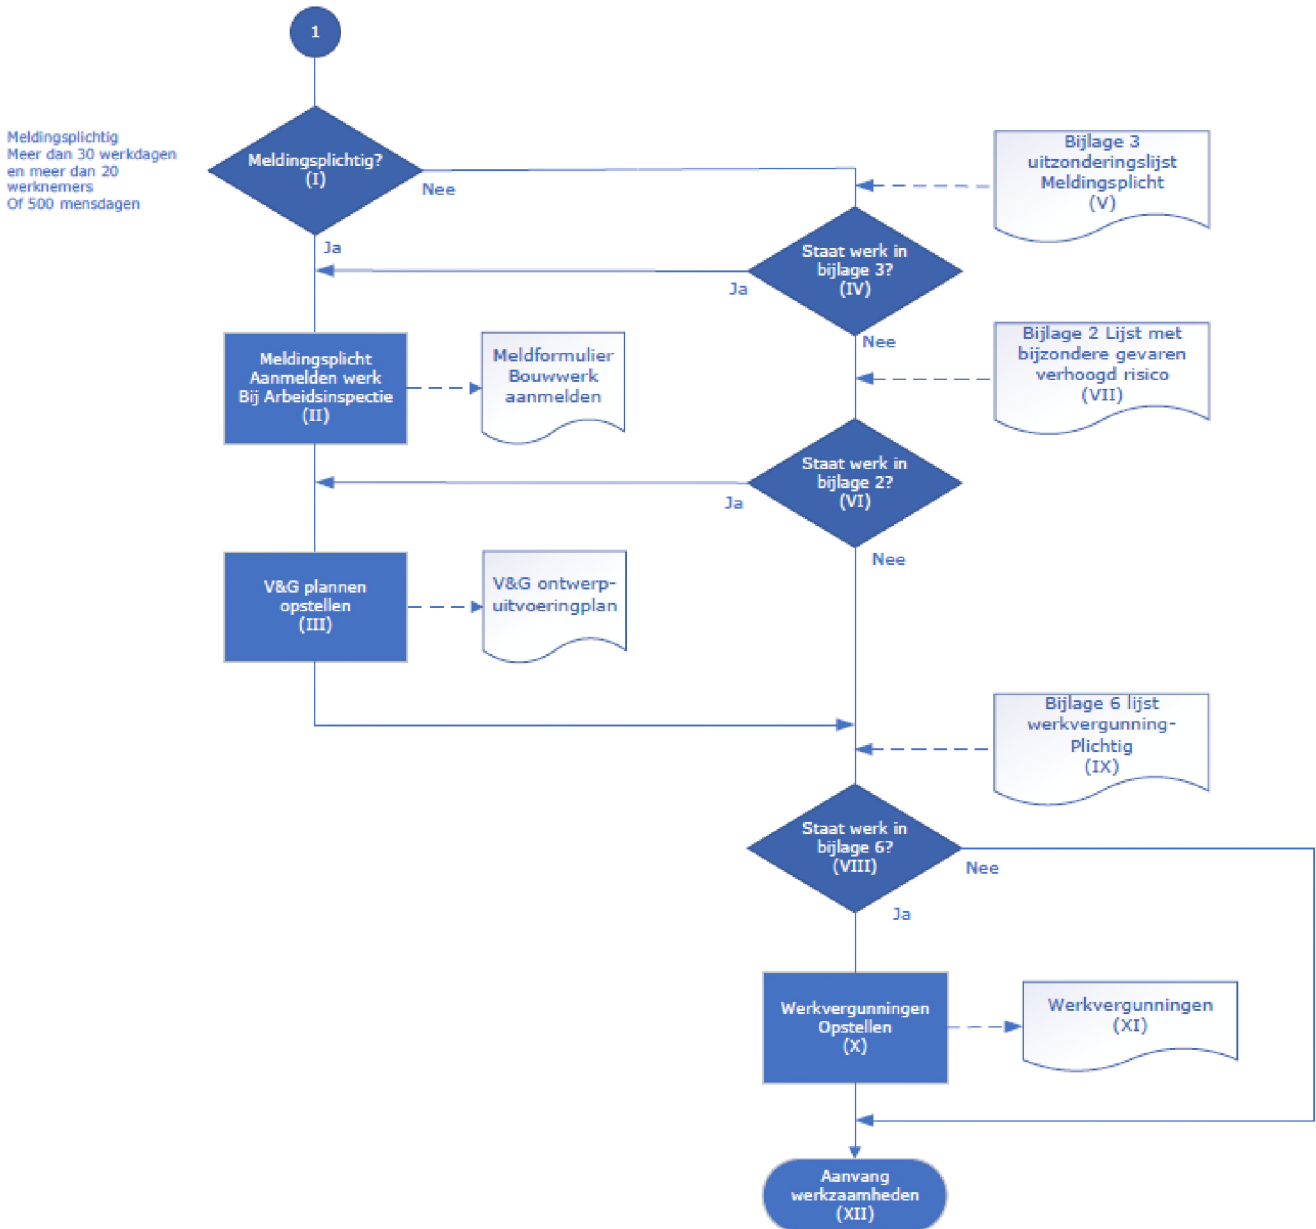 1
Meldingsplichtig
Meer dan 30 werkdagen
en meer dan 20
werknemers
Of 500 mensdagen
Meldingsplichtig?
(I)
Nee
Ja
Bijlage 3
uitzonderingslijst
Meldingsplicht
(V)
Staat werk in
bijlage 3?
(IV)
Ja
Nee
Meldingsplicht
Aanmelden werk
Bij Arbeidsinspectie
(II)
Meldformulier
Bouwwerk
aanmelden
Bijlage 2 Lijst met
bijzondere gevaren
verhoogd risico
(VII)
Staat werk in
bijlage 2?
(VI)
Ja
Nee
V&G plannen
opstellen
(III)
V&G ontwerp-
uitvoeringplan
Bijlage 6 lijst
werkvergunning-
Plichtig
(IX)
Staat werk in
bijlage 6?
(VIII)
Nee
Ja
Werkvergunningen
Opstellen
(X)
Werkvergunningen
(XI)
Aanvang
werkzaamheden
(XII)